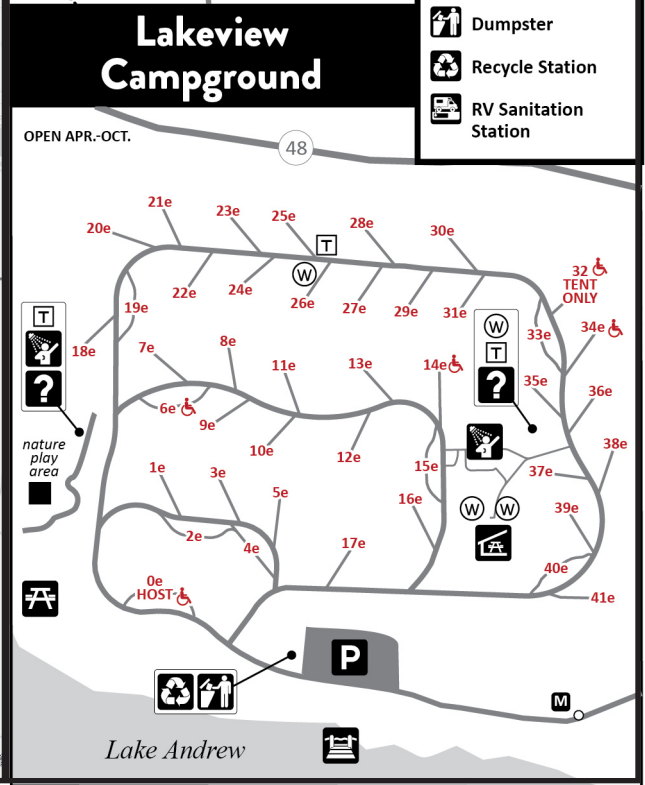 Lakeview
Campground
Dumpster
Recycle Station
RV Sanitation
Station
OPEN APR.-OCT.
48
21e
23e
25e
28e
30e
20e
T
W
32
TENT
ONLY
22e
24e
26e
27e
29e
31e
19e
33e
34e
T
?
18e
7e
8e
11e
13e
14e
W
T
?
35e
36e
6e
9e
10e
12e
15e
38e
nature
play
area
1e
3e
5e
16e
37e
W
W
39e
2e
4e
17e
0e
HOST
40e
41e
P
M
Lake Andrew